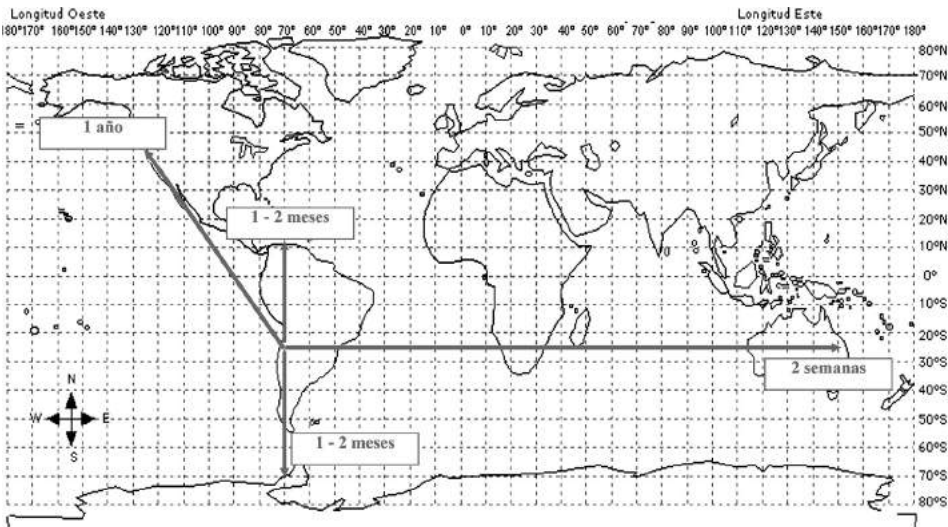 Longitud Oeste
Longitud Este
180°170° 160°150° 140°130° 120°110° 100° 90° 80° 70° 60° 50° 40° 30° 20° 10° 0° 10° 20° 30° 40° 50° 60° 70° 80° 90° 100°110° 120°130° 140°150° 160°170° 180°
80°N
70°N
60°N
50°N
40°N
30°N
20°N
10°N
0°
10°S
20°S
30°S
40°S
50°S
60°S
70°S
80°S
1 año
1 - 2 meses
2 semanas
1 - 2 meses
N
W E
S